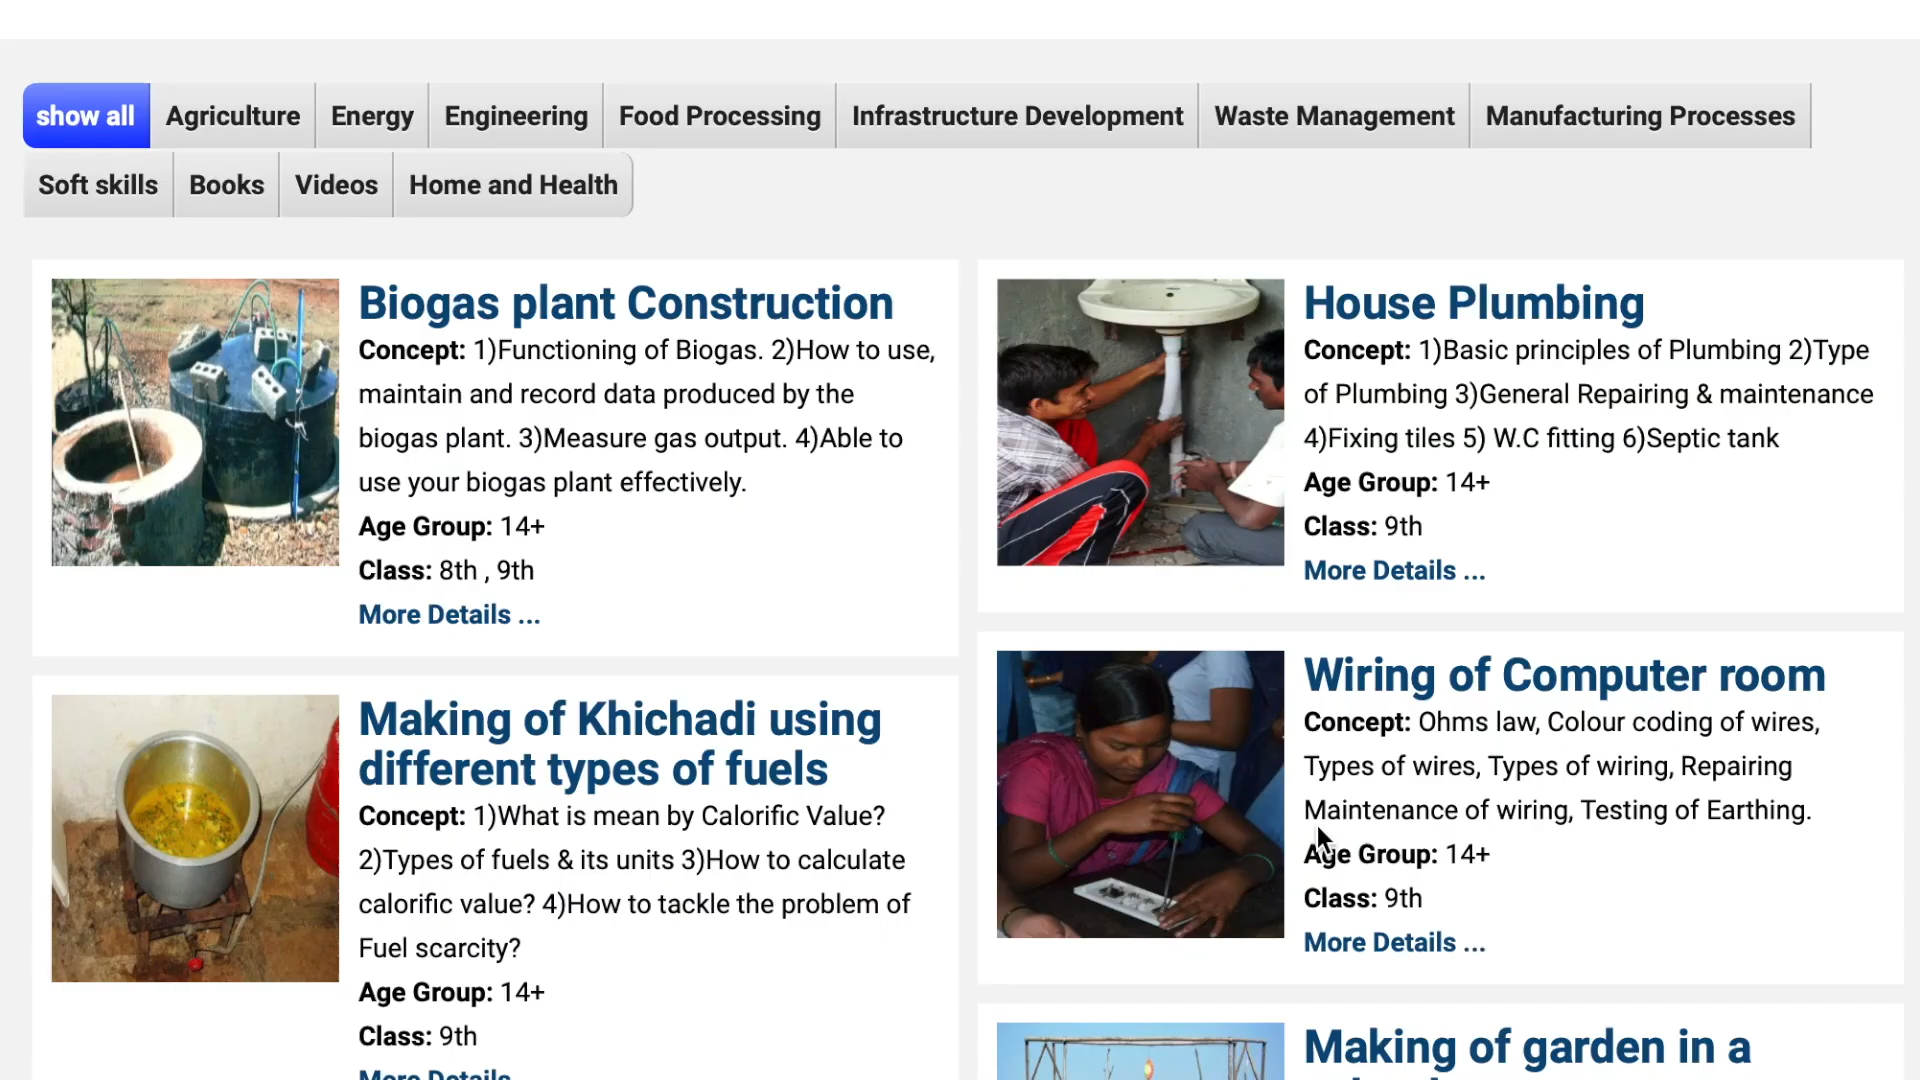 show all Agriculture Energy Engineering Food Processing Infrastructure Development Waste Management Manufacturing Processes
Soft skills Books Videos Home and Health
Biogas plant Construction
Concept: 1)Functioning of Biogas. 2)How to use,
maintain and record data produced by the
biogas plant. 3)Measure gas output. 4)Able to
use your biogas plant effectively.
Age Group: 14+
Class: 8th , 9th
More Details ...
House Plumbing
Concept: 1)Basic principles of Plumbing 2)Type
of Plumbing 3)General Repairing & maintenance
4)Fixing tiles 5) W.C fitting 6)Septic tank
Age Group: 14+
Class: 9th
More Details ...
Making of Khichadi using
different types of fuels
Concept: 1)What is mean by Calorific Value?
2)Types of fuels & its units 3)How to calculate
calorific value? 4)How to tackle the problem of
Fuel scarcity?
Age Group: 14+
Class: 9th
More Details
Wiring of Computer room
Concept: Ohms law, Colour coding of wires,
Types of wires, Types of wiring, Repairing
Maintenance of wiring, Testing of Earthing.
Age Group: 14+
Class: 9th
More Details ...
Making of garden in a